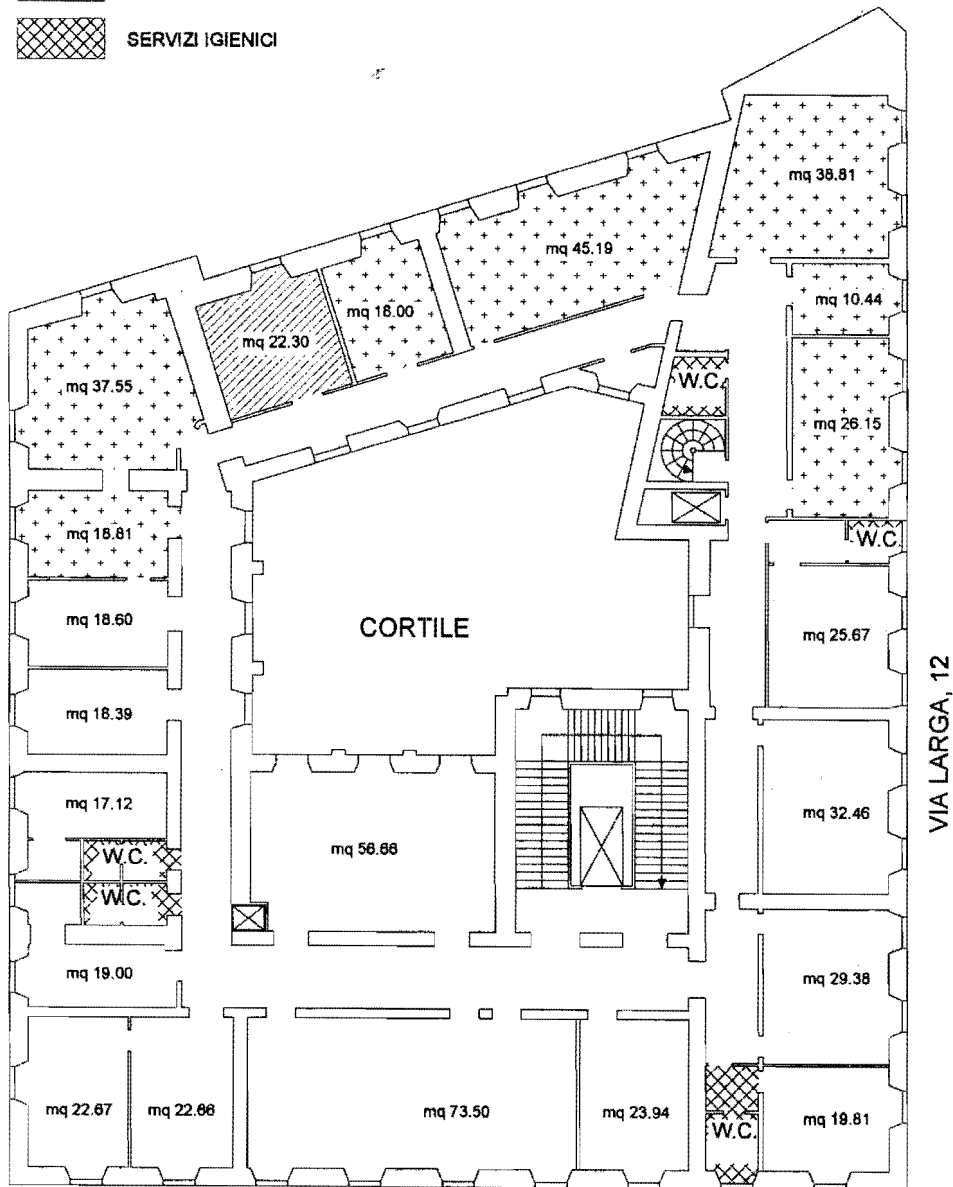 SERVIZI IGIENICI
mq 38.81
mq 45.19
mq 10.44
mq 18.00
mq 22.30
W.C.
mq 37.55
mq 26.15
mq 18.81
W.C.
mq 18.60
CORTILE
mq 25.67
mq 18.39
VIA LARGA, 12
mq 17.12
mq 32.46
mq 56.66
W.C.
W.C.
mq 19.00
mq 29.38
mq 22.67
mq 22.66
mq 73.50
mq 23.94
mq 19.81
W.C.